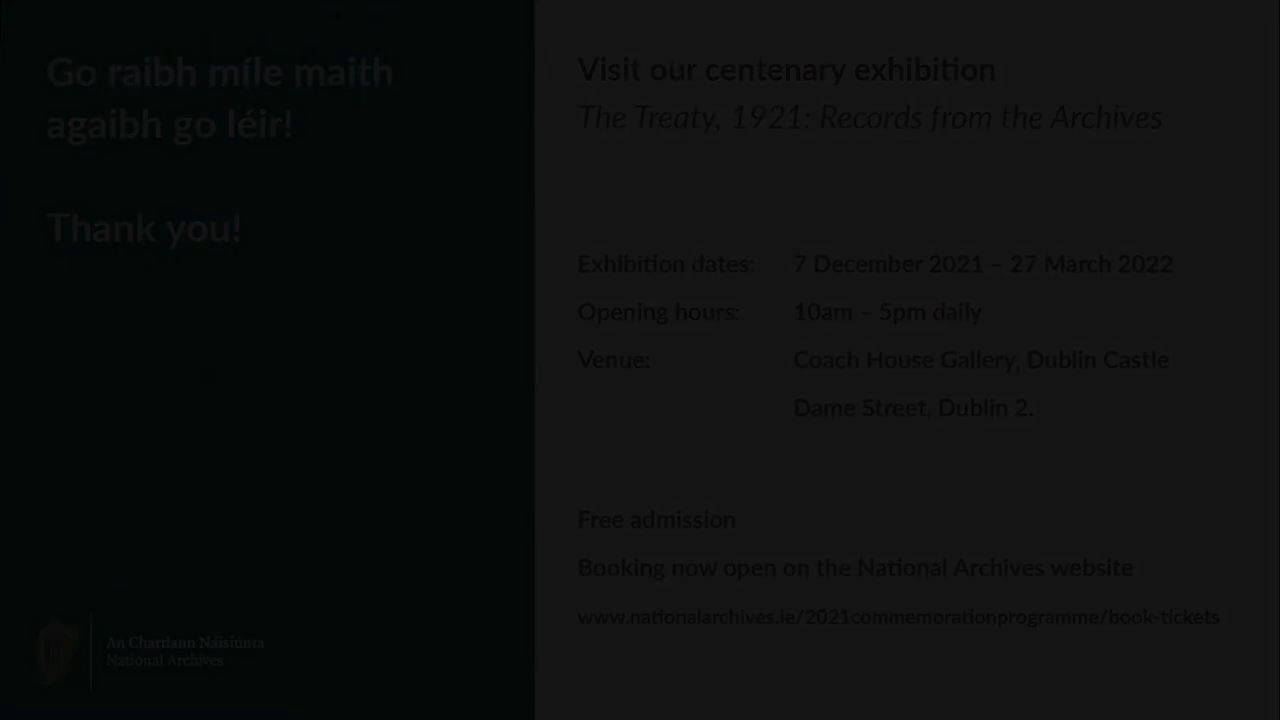 Go raibh míle maith
agaibh go léir!
Thank you!
An Chartlann Náisiúnta
National Archives
Visit our centenary exhibition
The Treaty, 1921: Records from the Archives
Exhibition dates: 7 December 2021 – 27 March 2022
Opening hours: 10am – 5pm daily
Venue: Coach House Gallery, Dublin Castle
Dame Street, Dublin 2.
Free admission
Booking now open on the National Archives website
www.nationalarchives.ie/2021commemorationprogramme/book-tickets